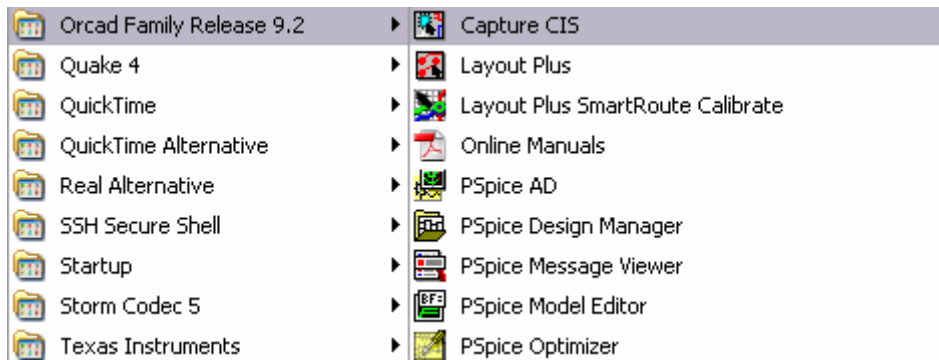 Orcad Family Release 9.2
Quake 4
QuickTime
QuickTime Alternative
Real Alternative
SSH Secure Shell
Startup
Storm Codec 5
Texas Instruments
Capture CIS
Layout Plus
Layout Plus SmartRoute Calibrate
Online Manuals
PSpice AD
PSpice Design Manager
PSpice Message Viewer
PSpice Model Editor
PSpice Optimizer